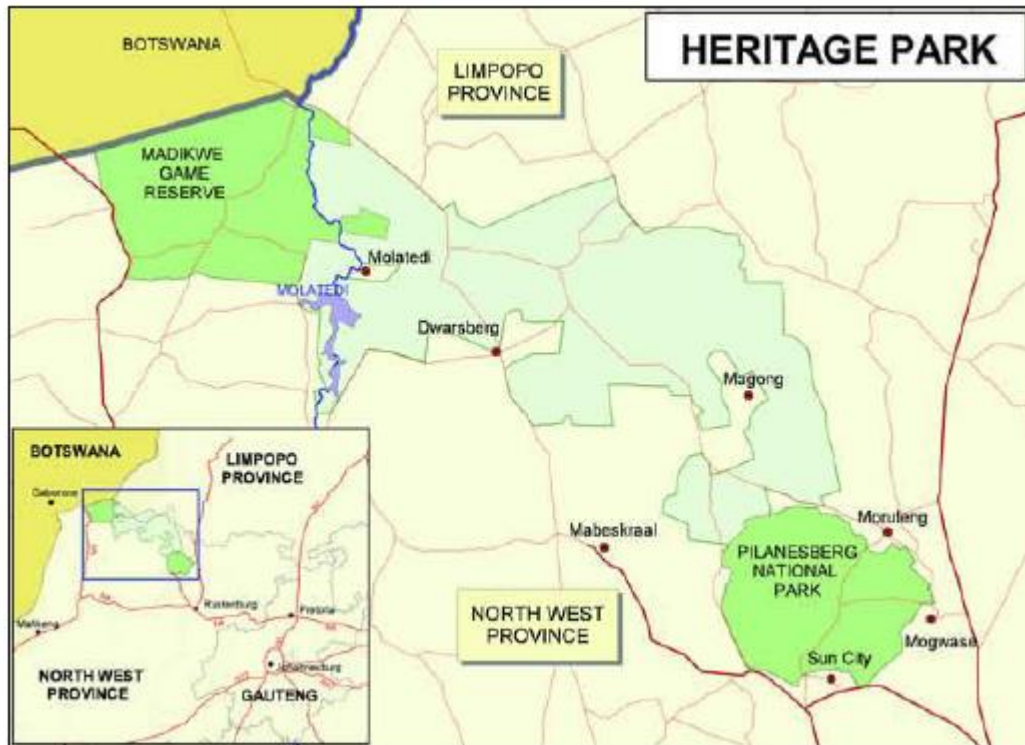 HERITAGE PARK
BOTSWANA
LIMPOPO
PROVINCE
MADIKWE
GAME
RESERVE
Molatedi
MOLATEDI
Dwarsberg
Magong
Mabeskraal
Moruleng
PILANESBERG
NATIONAL
PARK
NORTH WEST
PROVINCE
Mogwase
Sun City
BOTSWANA
LIMPOPO
PROVINCE
Gaborone
Rustenburg
Pretoria
Mafikeng
Johannesburg
NORTH WEST
PROVINCE
GAUTENG